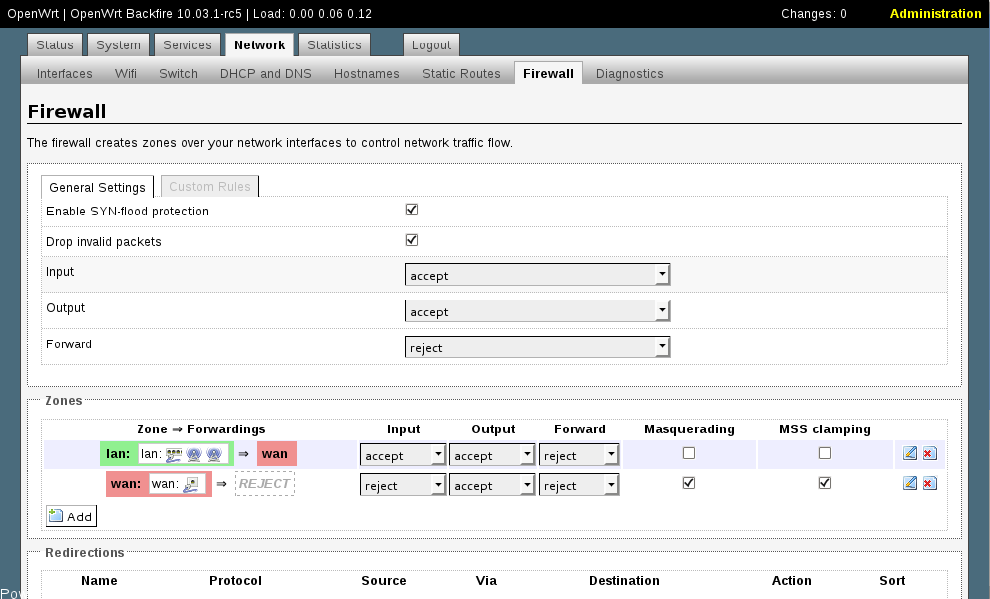 OpenWrt | OpenWrt Backfire 10.03.1-rc5 | Load: 0.00 0.06 0.12 Changes: 0 Administration
Status System Services Network Statistics Logout
Interfaces Wifi Switch DHCP and DNS Hostnames Static Routes Firewall Diagnostics
Firewall
The firewall creates zones over your network interfaces to control network traffic flow.
General Settings Custom Rules
Enable SYN-flood protection
Drop invalid packets
Input accept
Output accept
Forward reject
Zones
Zone ⇒ Forwardings Input Output Forward Masquerading MSS clamping
lan: lan: ⇒ wan accept accept reject
wan: wan: ⇒ REJECT reject accept reject
Add
Redirections
Name Protocol Source Via Destination Action Sort